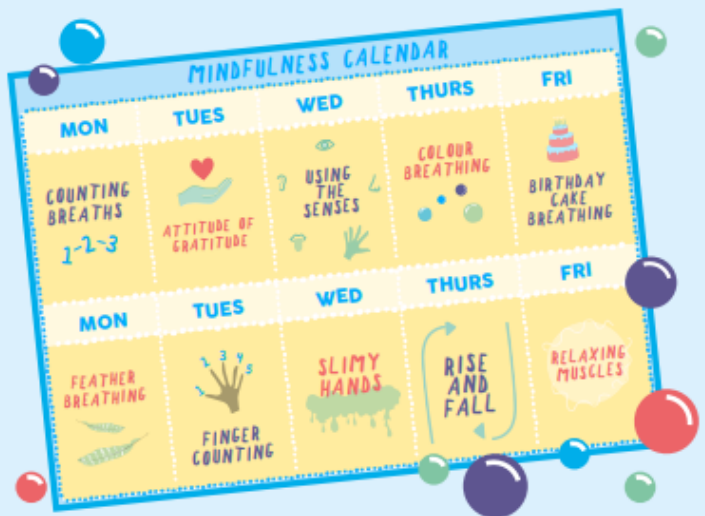 MINDFULNESS CALENDAR
MON TUES WED THURS FRI
COUNTING
BREATHS
1-2-3
ATTITUDE OF
GRATITUDE
USING
THE
SENSES
COLOUR
BREATHING
BIRTHDAY
CAKE
BREATHING
MON TUES WED THURS FRI
FEATHER
BREATHING
1 2 3 4 5
FINGER
COUNTING
SLIMY
HANDS
RISE
AND
FALL
RELAXING
MUSCLES